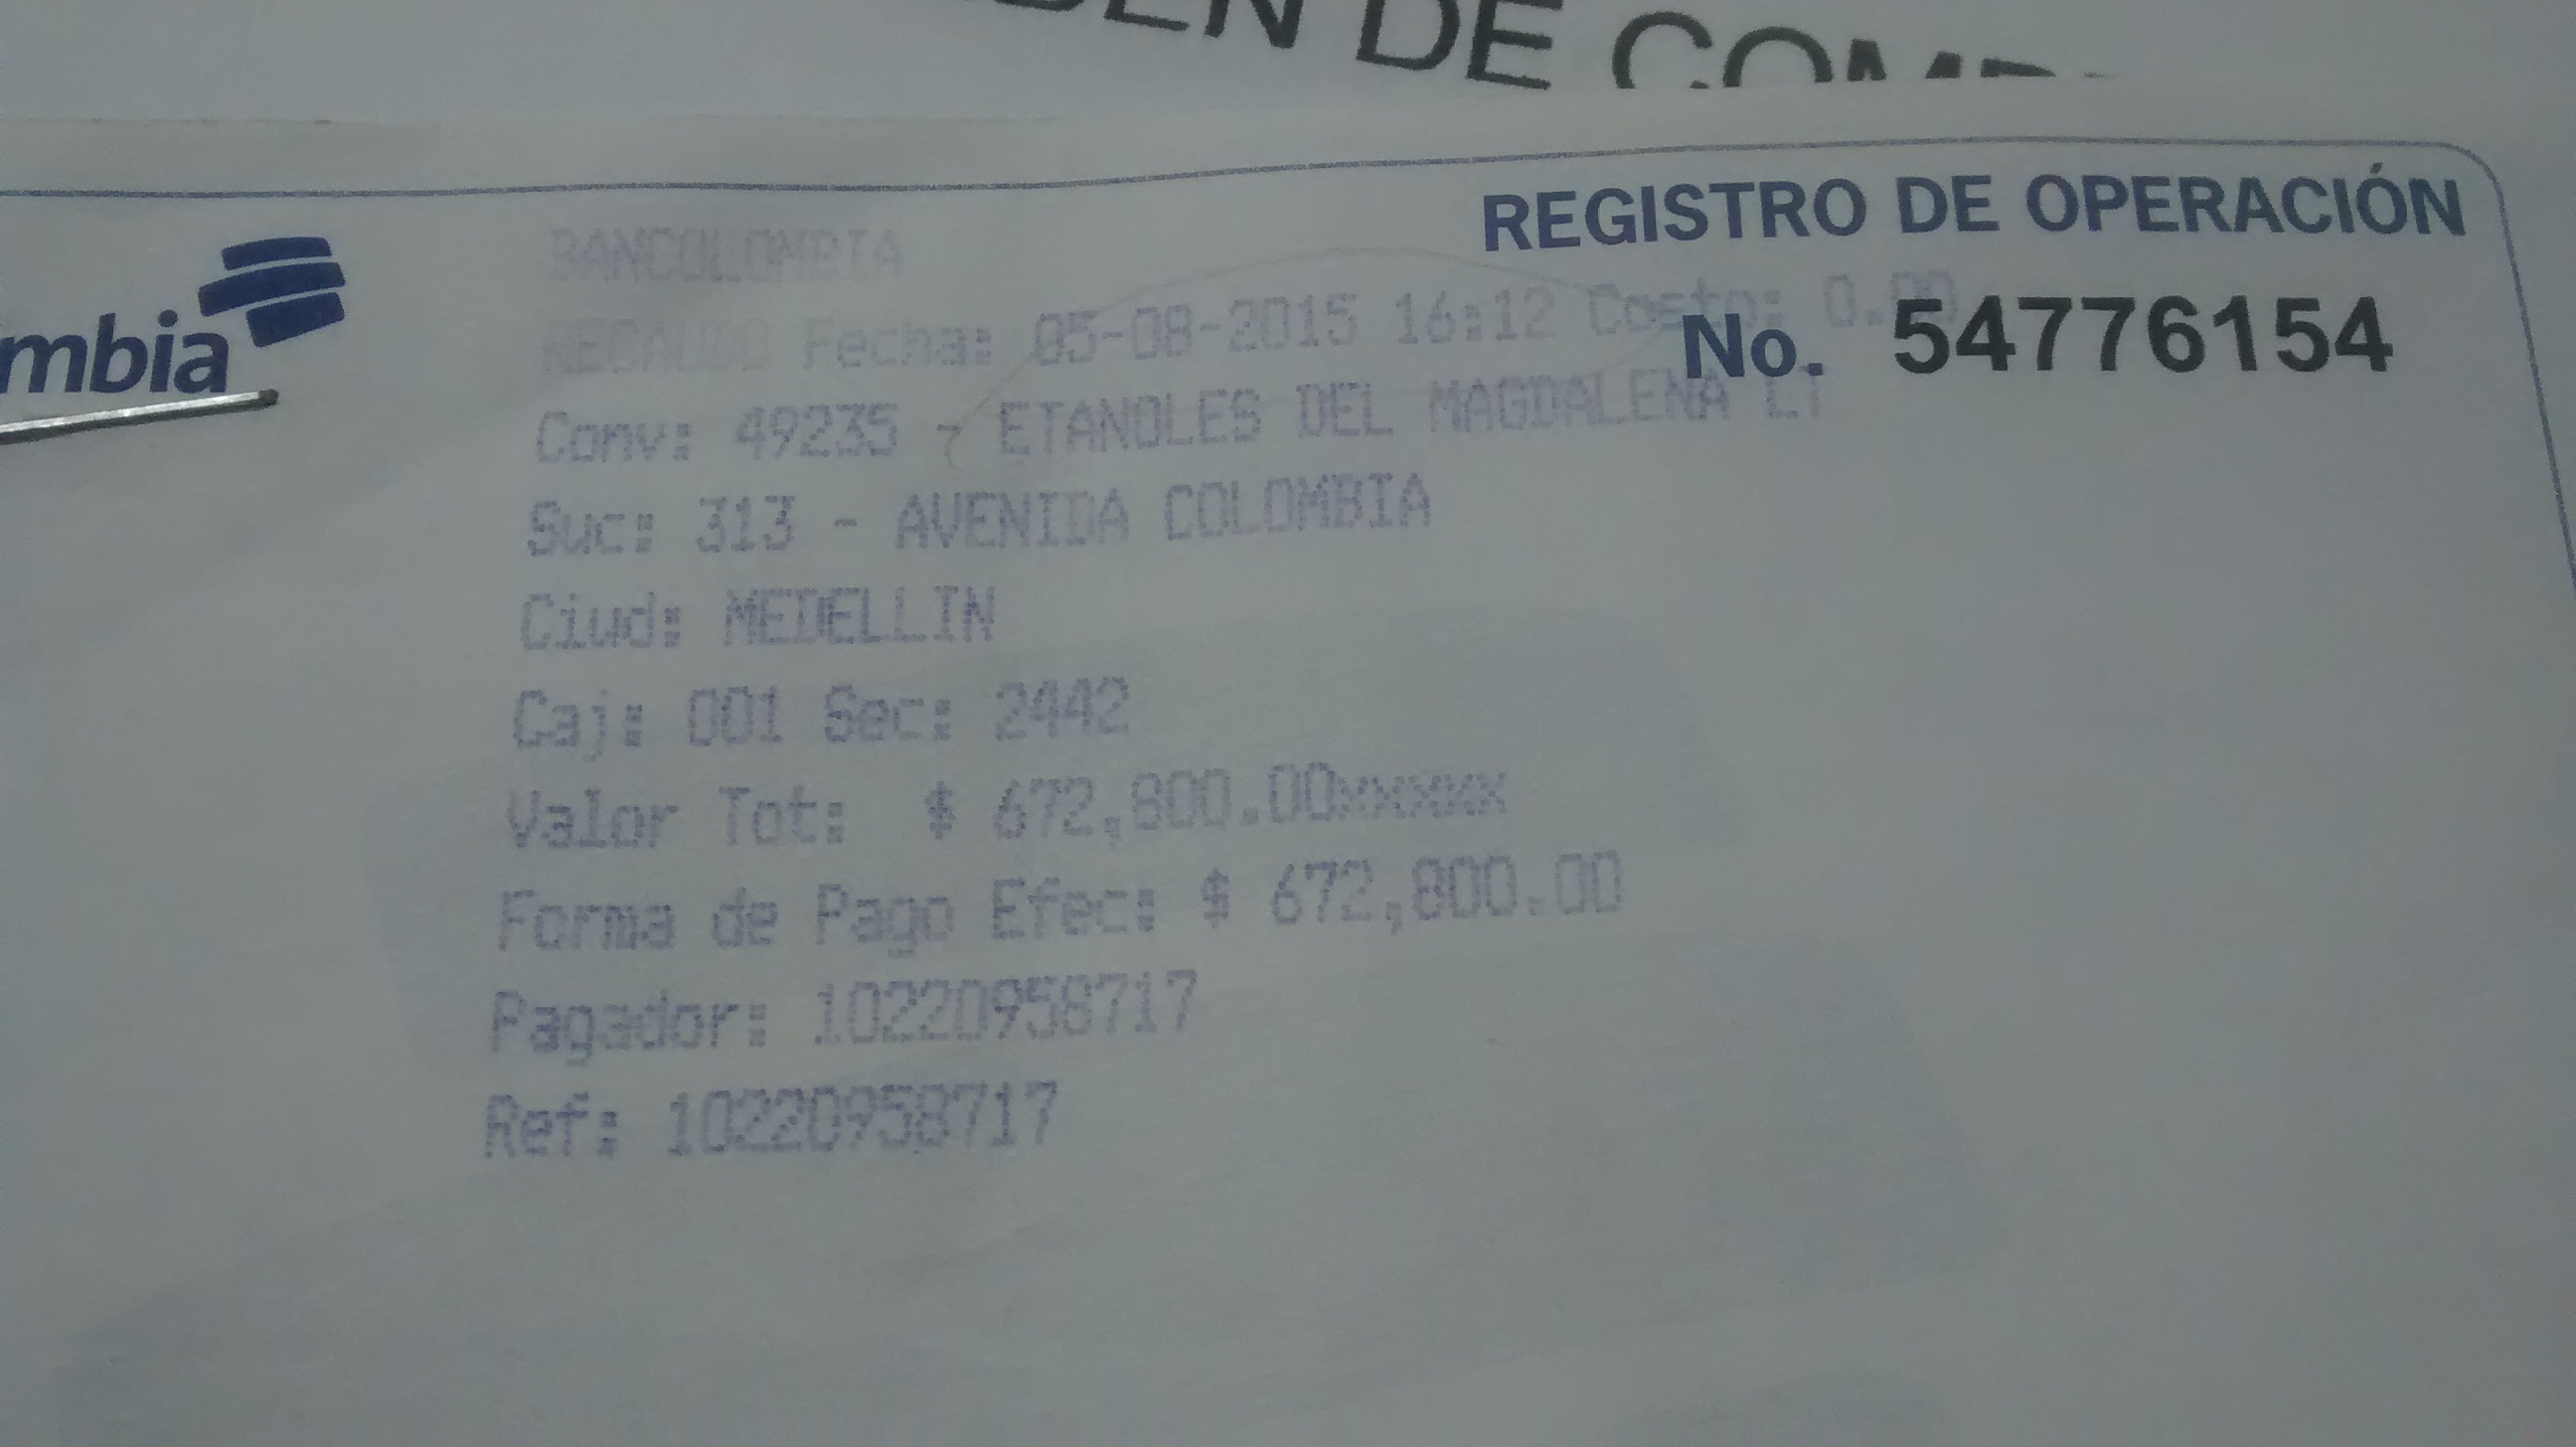 DEN DE COMP
REGISTRO DE OPERACIÓN
mbia
No. 54776154
BANCOLOMBIA
RECAUDO Fecha: 05-08-2015 16:12 Costo: 0.00
Conv: 49235 - ETANOLES DEL MAGDALENA LT
Suc: 313 - AVENIDA COLOMBIA
Ciud: MEDELLIN
Caj: 001 Sec: 2442
Valor Tot: $ 672,800.00xxxxx
Forma de Pago Efec: $ 672,800.00
Pagador: 10220958717
Ref: 10220958717